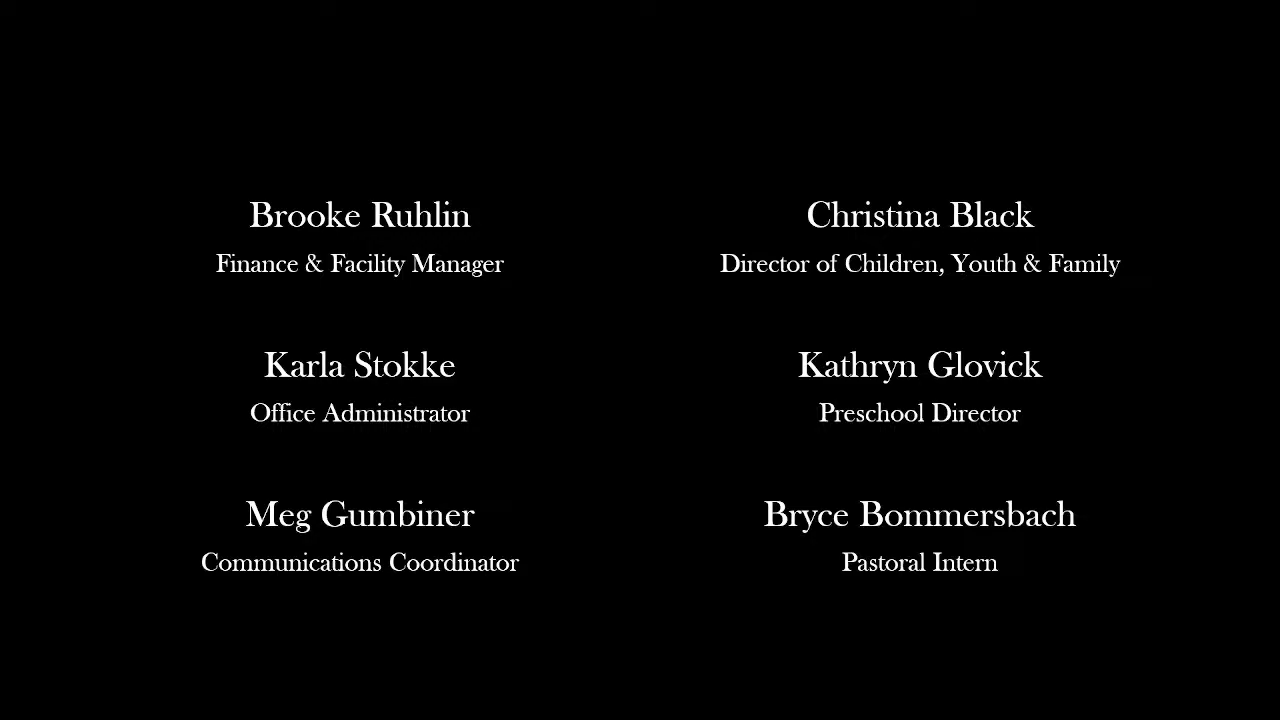 Brooke Ruhlin
Finance & Facility Manager
Karla Stokke
Office Administrator
Meg Gumbiner
Communications Coordinator
Christina Black
Director of Children, Youth & Family
Kathryn Glovick
Preschool Director
Bryce Bommersbach
Pastoral Intern